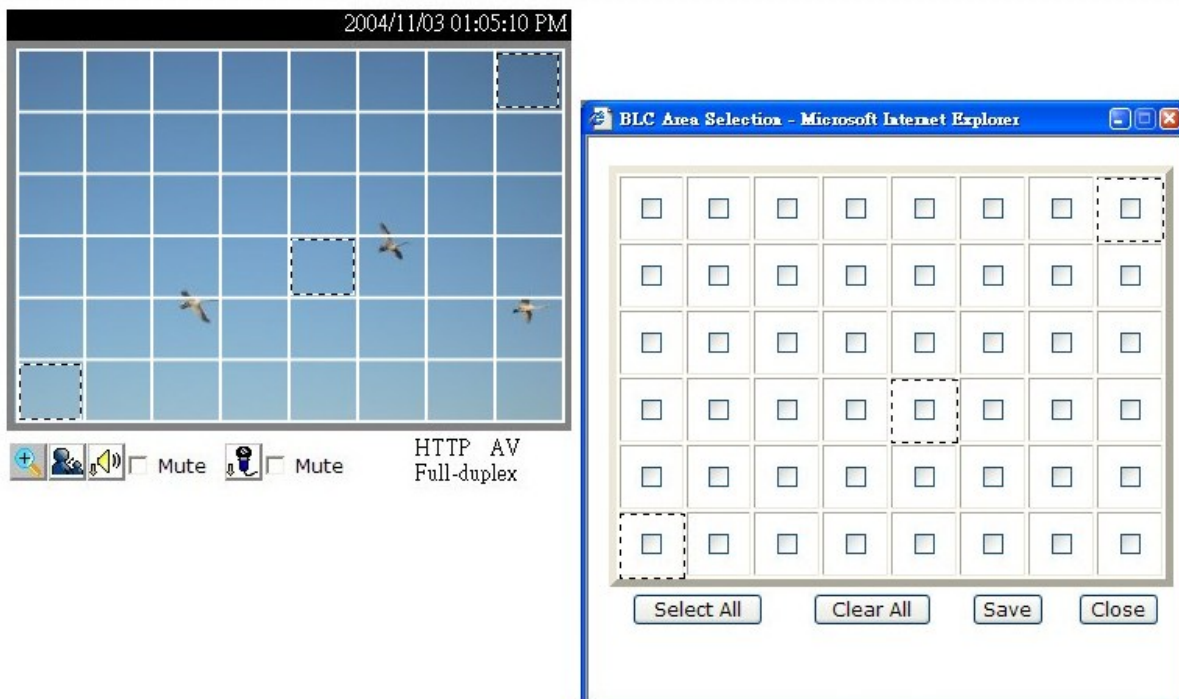 2004/11/03 01:05:10 PM
HTTP AV
Mute Mute
Full-duplex
BLC Area Selection - Microsoft Internet Explorer
Select All Clear All Save Close